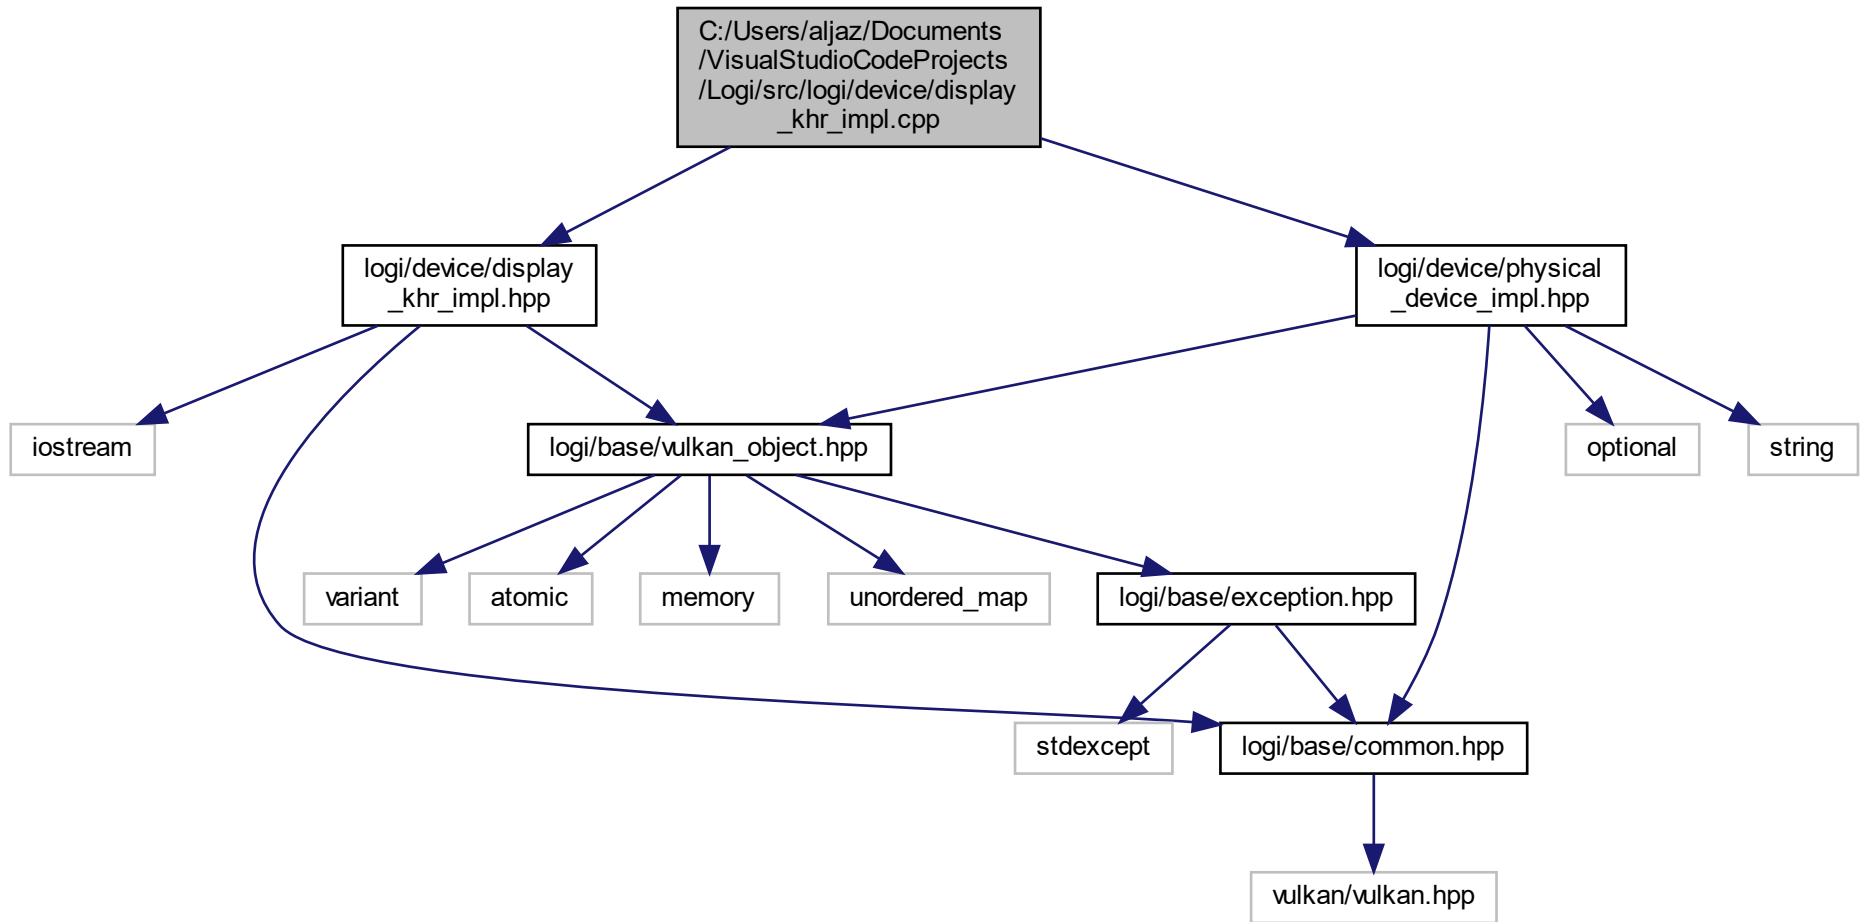 C:/Users/aljaz/Documents
/VisualStudioCodeProjects
/Logi/src/logi/device/display
_khr_impl.cpp
logi/device/display
_khr_impl.hpp
logi/device/physical
_device_impl.hpp
iostream
logi/base/vulkan_object.hpp
optional
string
variant
atomic
memory
unordered_map
logi/base/exception.hpp
stdexcept
logi/base/common.hpp
vulkan/vulkan.hpp